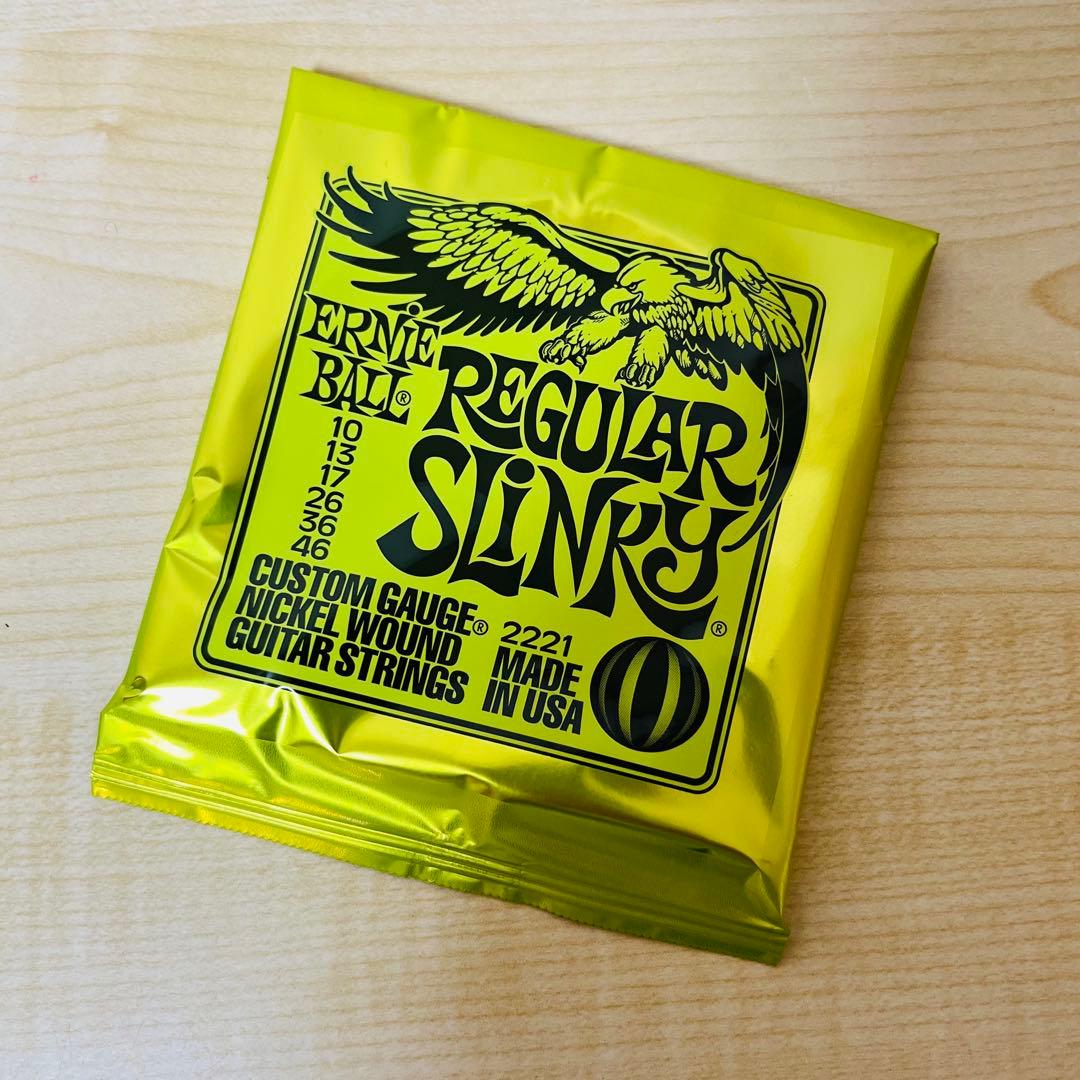 ERNiE
BALL®
REGULAR
SLiNKY®
10
13
17
26
36
46
CUSTOM GAUGE®
NICKEL WOUND
GUITAR STRINGS
2221
MADE
IN USA